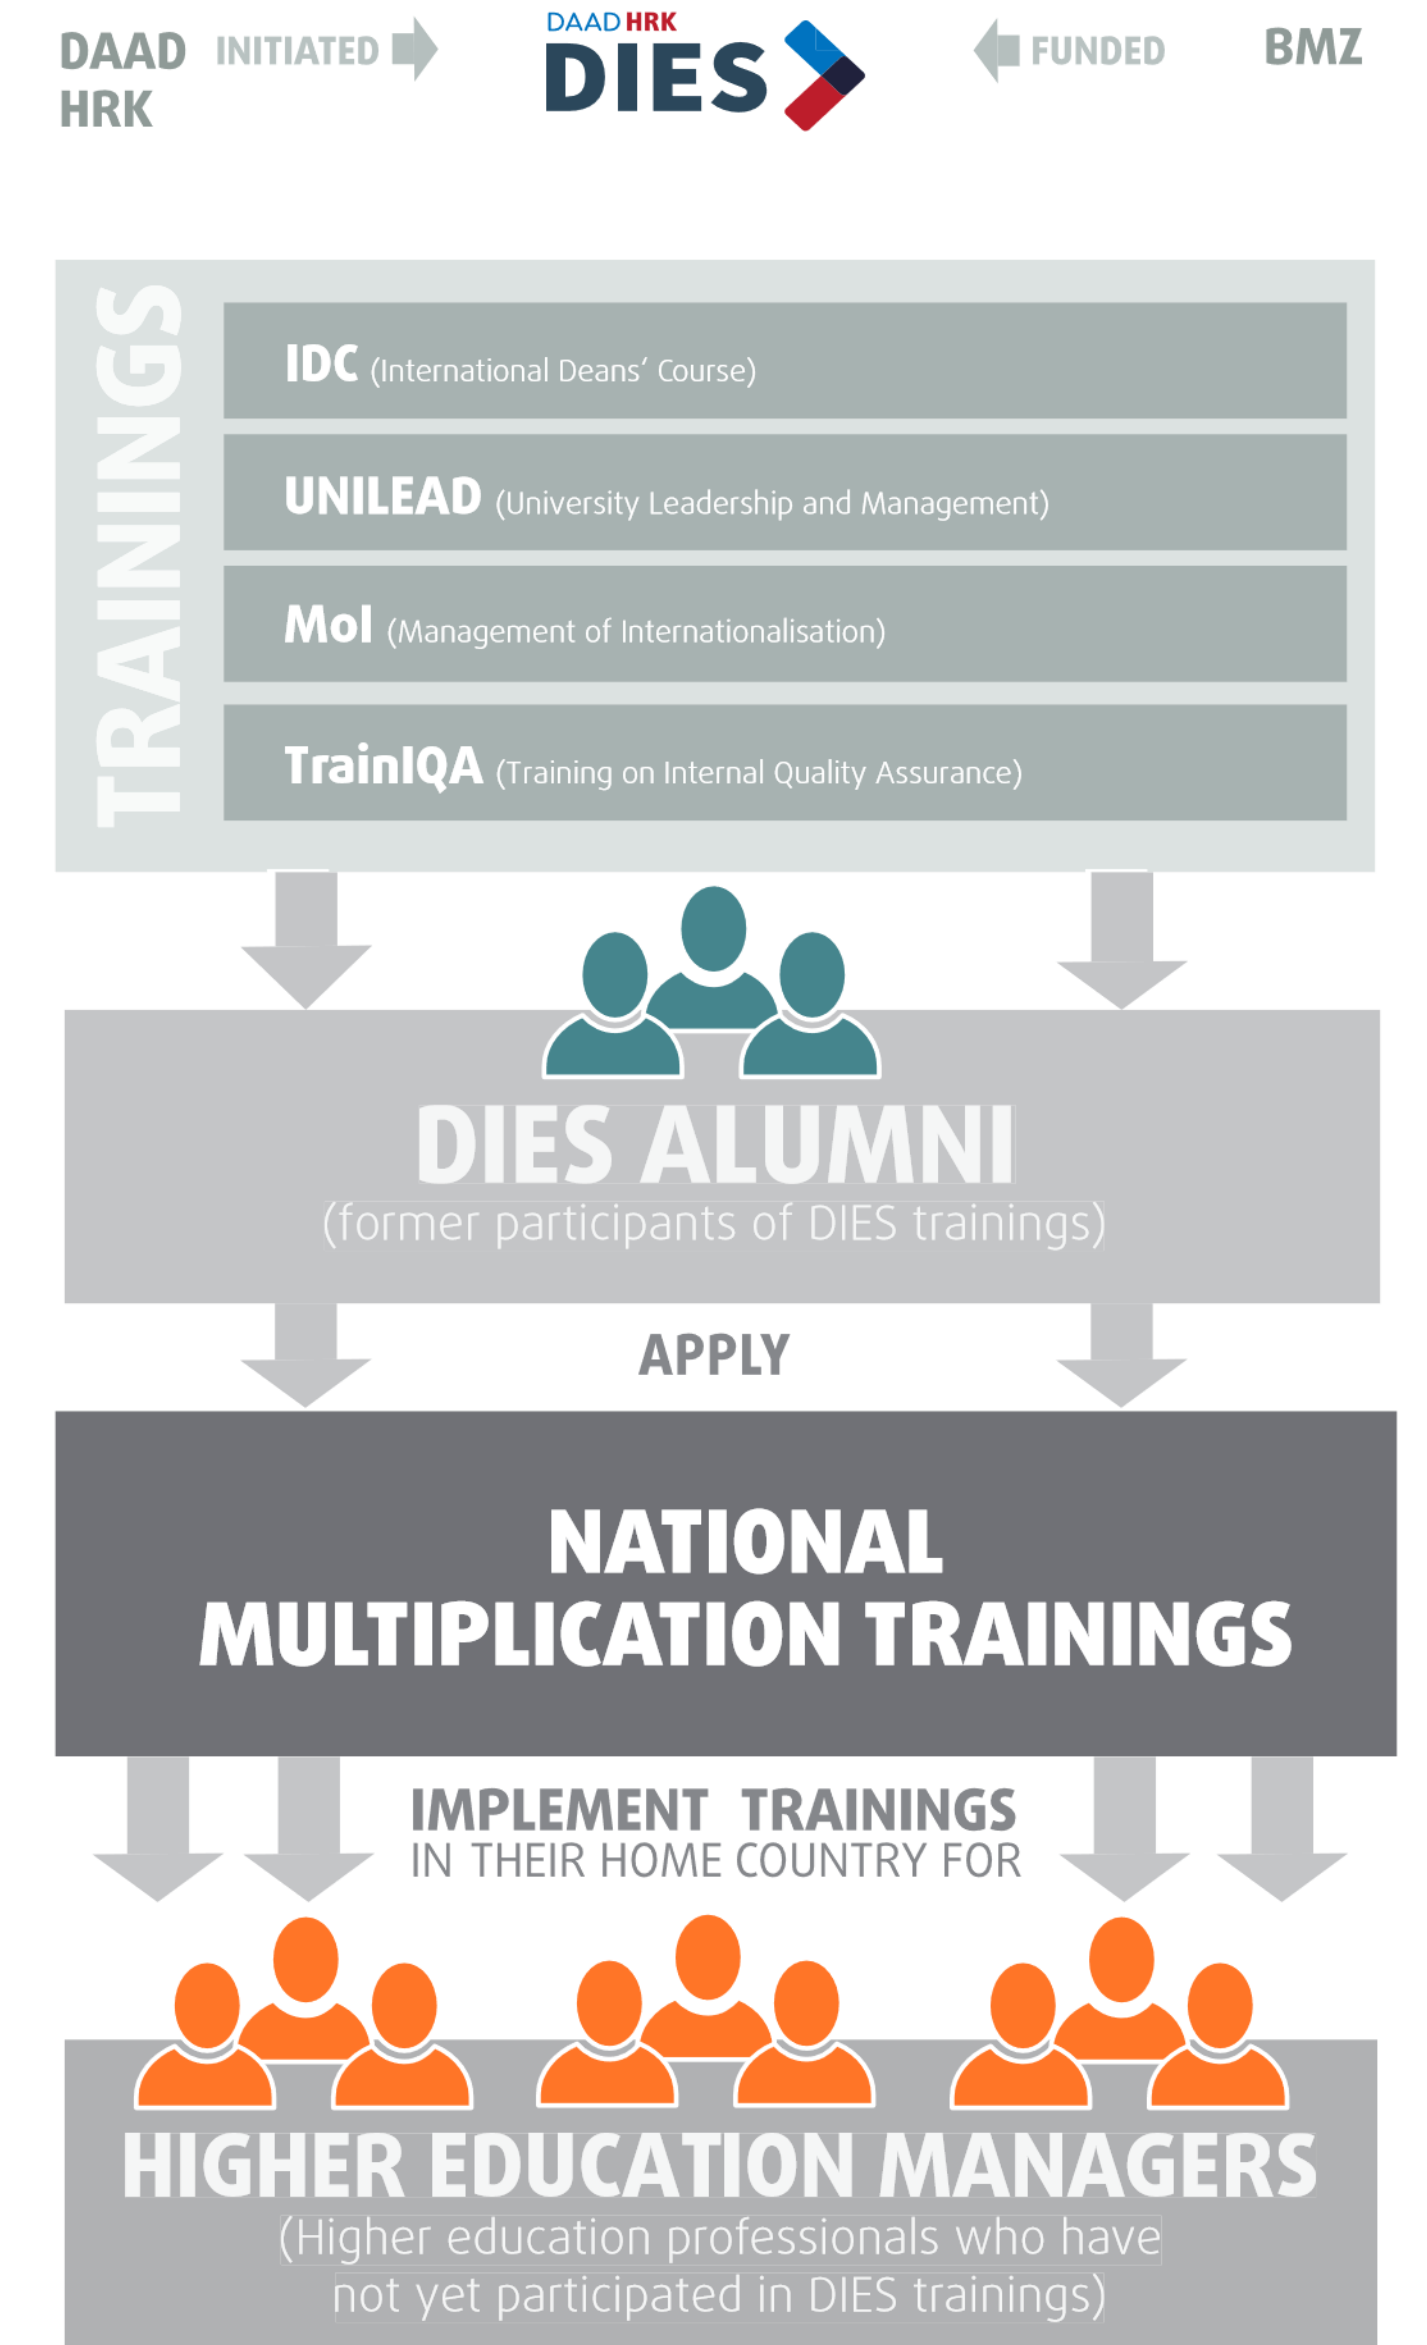 DAAD INITIATED
HRK
DAAD HRK
DIES
FUNDED BMZ
TRAININGS
IDC (International Deans’ Course)
UNILEAD (University Leadership and Management)
MoI (Management of Internationalisation)
TrainIQA (Training on Internal Quality Assurance)
DIES ALUMNI
(former participants of DIES trainings)
APPLY
NATIONAL
MULTIPLICATION TRAININGS
IMPLEMENT TRAININGS
IN THEIR HOME COUNTRY FOR
HIGHER EDUCATION MANAGERS
(Higher education professionals who have
not yet participated in DIES trainings)